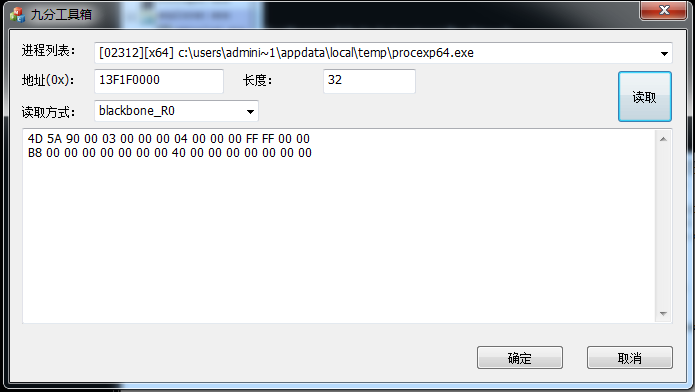 九分工具箱
进程列表： [02312][x64] c:\users\admini~1\appdata\local\temp\procexp64.exe
地址(0x)： 13F1F0000 长度： 32
读取
读取方式： blackbone_R0
4D 5A 90 00 03 00 00 00 04 00 00 00 FF FF 00 00
B8 00 00 00 00 00 00 00 40 00 00 00 00 00 00 00
确定 取消